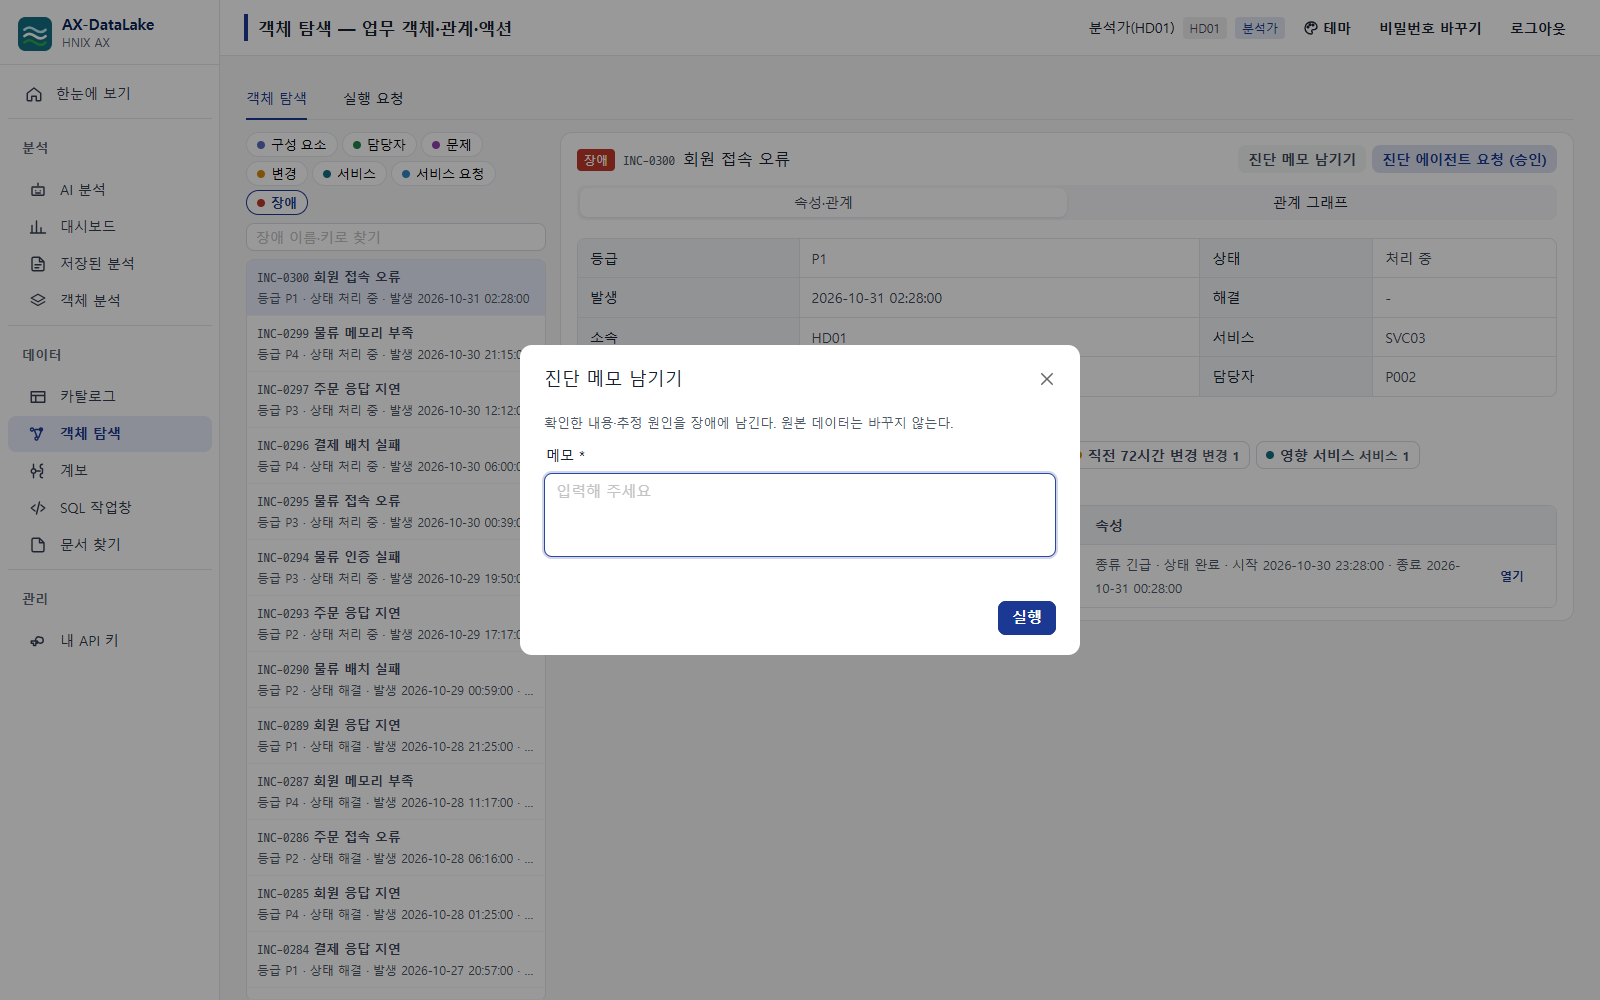 AX-DataLake
HNIX AX
한눈에 보기
분석
AI 분석
대시보드
저장된 분석
객체 분석
데이터
카탈로그
객체 탐색
계보
SQL 작업창
문서 찾기
관리
내 API 키
객체 탐색 — 업무 객체·관계·액션
분석가(HD01) HD01 분석가 테마 비밀번호 바꾸기 로그아웃
객체 탐색 실행 요청
구성 요소 담당자 문제
변경 서비스 서비스 요청
장애
장애 이름·키로 찾기
INC-0300 회원 접속 오류
등급 P1 · 상태 처리 중 · 발생 2026-10-31 02:28:00
INC-0299 물류 메모리 부족
등급 P4 · 상태 처리 중 · 발생 2026-10-30 21:15:0
INC-0297 주문 응답 지연
등급 P3 · 상태 처리 중 · 발생 2026-10-30 12:12:0
INC-0296 결제 배치 실패
등급 P4 · 상태 처리 중 · 발생 2026-10-30 06:00:0
INC-0295 물류 접속 오류
등급 P3 · 상태 처리 중 · 발생 2026-10-30 00:39:0
INC-0294 물류 인증 실패
등급 P3 · 상태 처리 중 · 발생 2026-10-29 19:50:0
INC-0293 주문 응답 지연
등급 P2 · 상태 처리 중 · 발생 2026-10-29 17:17:0
INC-0290 물류 배치 실패
등급 P2 · 상태 해결 · 발생 2026-10-29 00:59:00 · ...
INC-0289 회원 응답 지연
등급 P1 · 상태 해결 · 발생 2026-10-28 21:25:00 · ...
INC-0287 회원 메모리 부족
등급 P4 · 상태 해결 · 발생 2026-10-28 11:17:00 · ...
INC-0286 주문 접속 오류
등급 P2 · 상태 해결 · 발생 2026-10-28 06:16:00 · ...
INC-0285 회원 응답 지연
등급 P4 · 상태 해결 · 발생 2026-10-28 01:25:00 · ...
INC-0284 결제 응답 지연
등급 P1 · 상태 해결 · 발생 2026-10-27 20:57:00 · ...
장애 INC-0300 회원 접속 오류 진단 메모 남기기 진단 에이전트 요청 (승인)
속성·관계 관계 그래프
등급 P1 상태 처리 중
발생 2026-10-31 02:28:00 해결 -
소속 HD01 서비스 SVC03
담당자 P002
직전 72시간 변경 변경 1 영향 서비스 서비스 1
속성
종류 긴급 · 상태 완료 · 시작 2026-10-30 23:28:00 · 종료 2026-
10-31 00:28:00
열기
진단 메모 남기기
확인한 내용·추정 원인을 장애에 남긴다. 원본 데이터는 바꾸지 않는다.
메모 *
입력해 주세요
실행